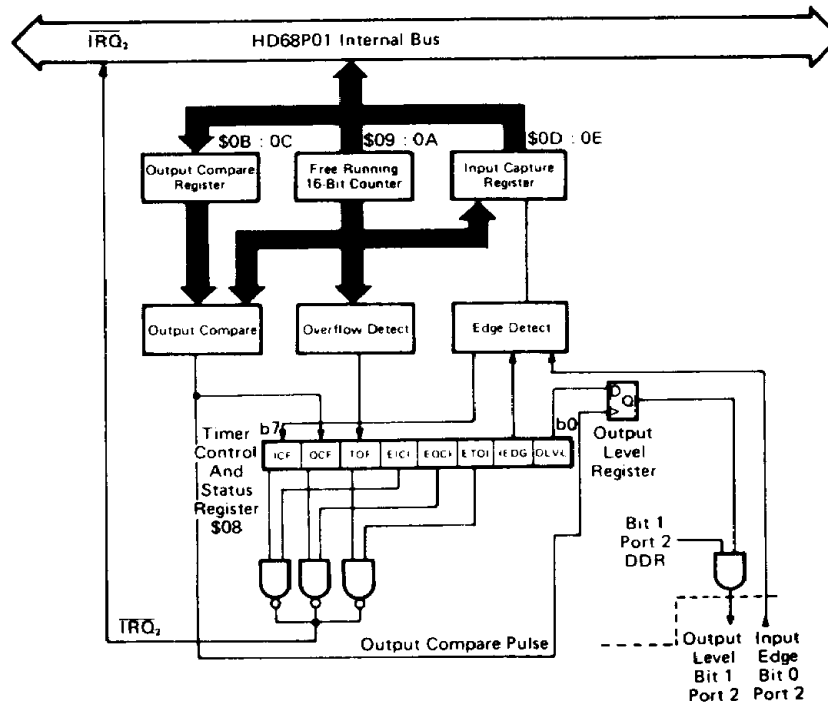 IRQ₂ HD68P01 Internal Bus
$0B : 0C $09 : 0A $0D : 0E
Output Compare
Register
Free Running
16-Bit Counter
Input Capture
Register
Output Compare
Overflow Detect
Edge Detect
D
Q
Output
Level
Register
b7
b0
Timer
Control
And
Status
Register
$08
ICF OCF TOF EICI EOCI ETOI IEDG OLVL
Bit 1
Port 2
DDR
IRQ₂
Output Compare Pulse
Output
Level
Bit 1
Port 2
Input
Edge
Bit 0
Port 2